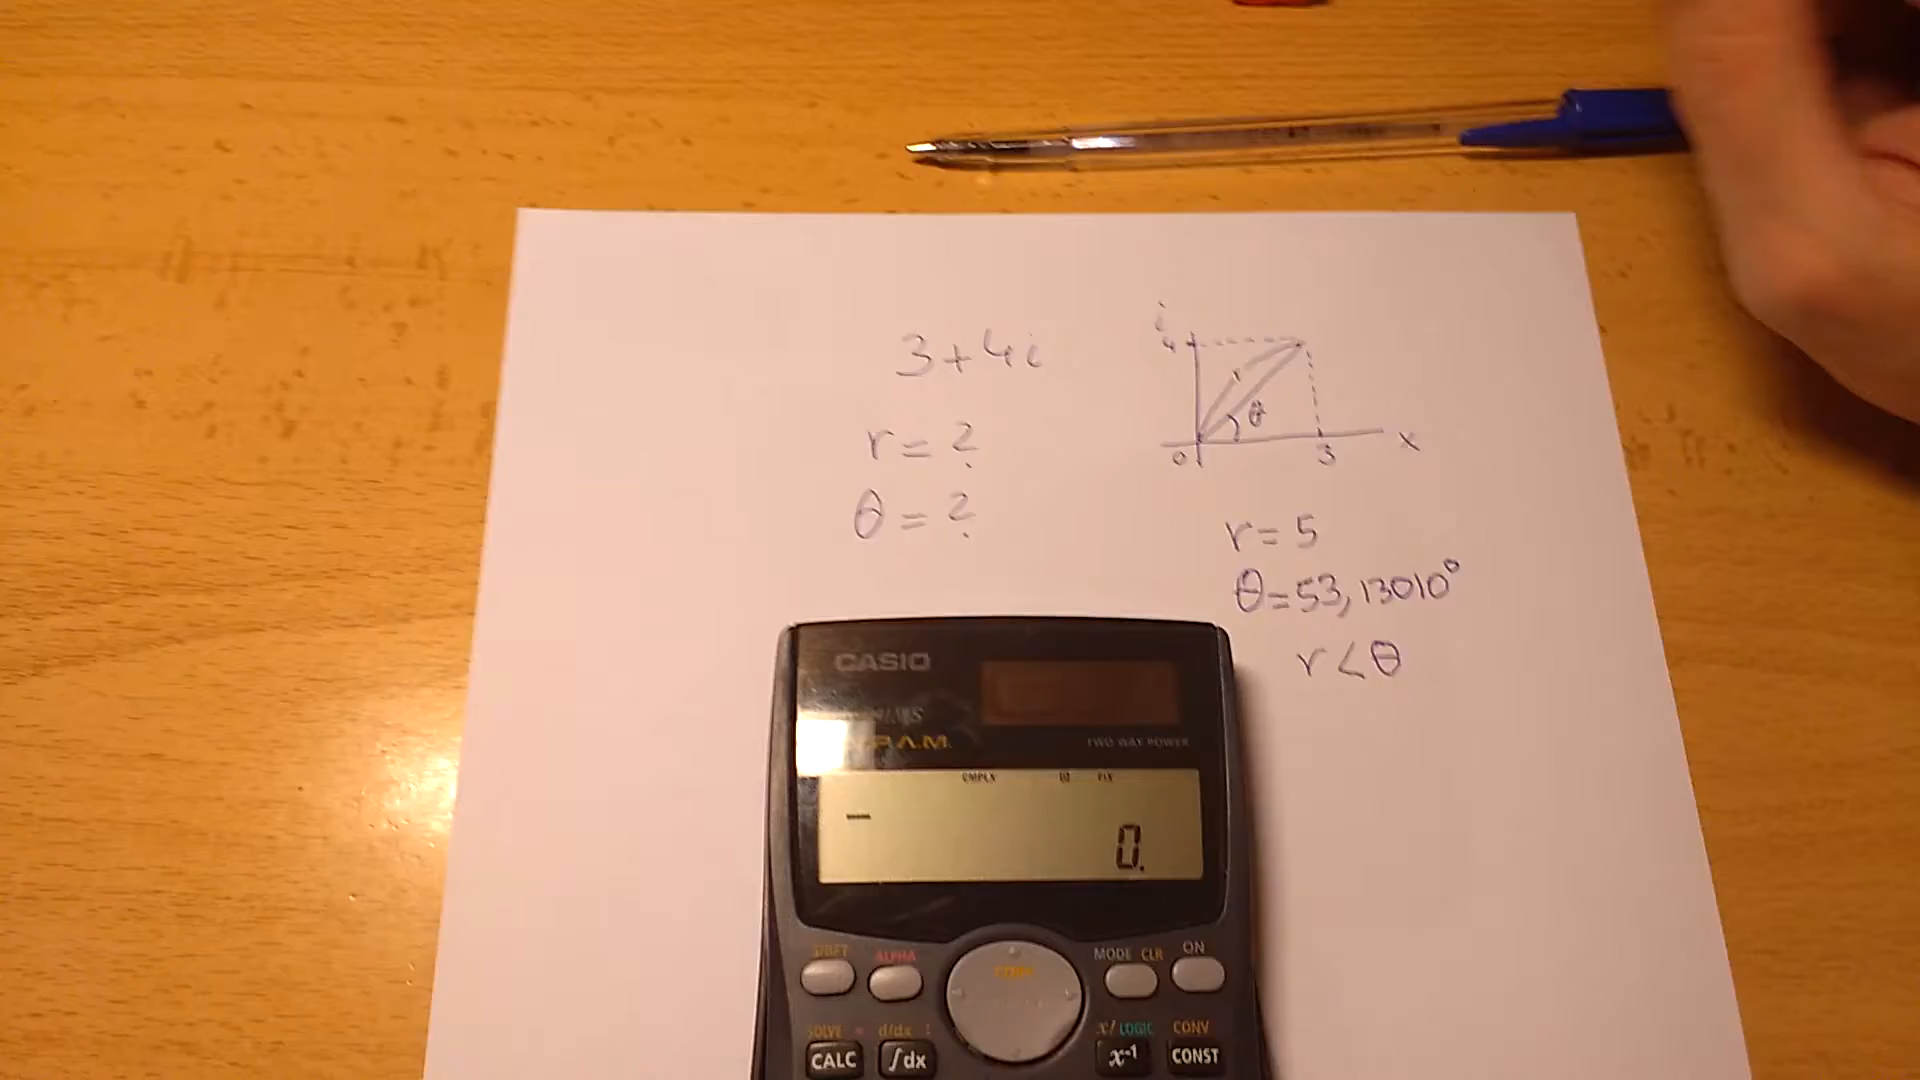 3+4i
r = ?
θ = ?
i
4
r
θ
0
3
x
r = 5
θ = 53,13010°
r < θ
CASIO
TWO WAY POWER
CMPLX D FIX
0.
SHIFT
ALPHA
MODE CLR
ON
COPY
SOLVE =
d/dx :
x! LOGIC
CONV
CALC
∫dx
x-1
CONST